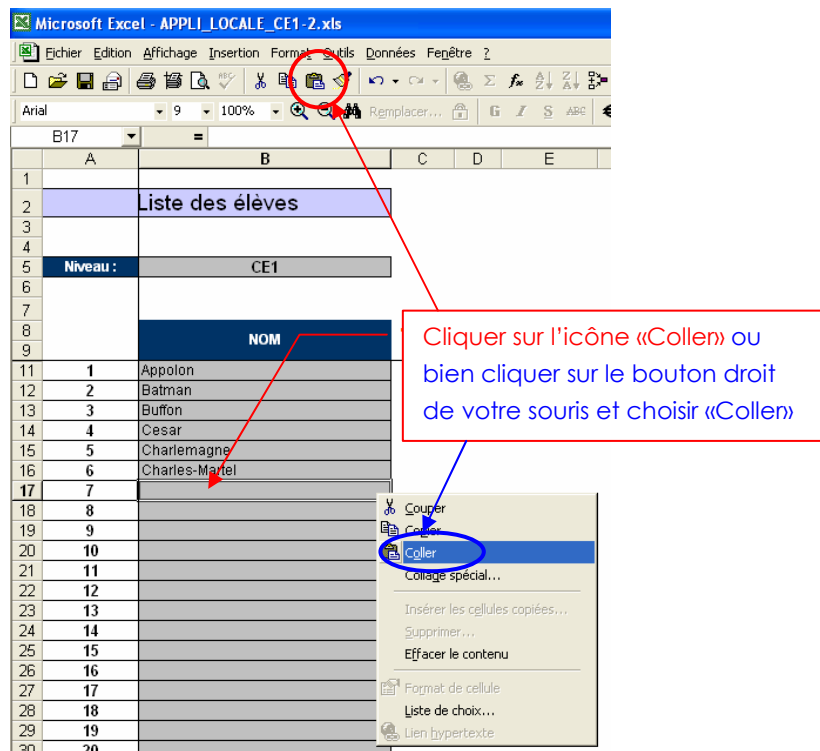 Microsoft Excel - APPLI_LOCALE_CE1-2.xls
Fichier Edition Affichage Insertion Format Outils Données Fenêtre ?
Arial 9 100% Remplacer... G I S ABC €
B17 =
A B C D E
1
2 Liste des élèves
3
4
5 Niveau : CE1
6
7
8
NOM
9
11 1 Appolon
12 2 Batman
13 3 Buffon
14 4 Cesar
15 5 Charlemagne
16 6 Charles-Martel
17 7
18 8
19 9
20 10
21 11
22 12
23 13
24 14
25 15
26 16
27 17
28 18
29 19
30 20
Cliquer sur l’icône «Coller» ou
bien cliquer sur le bouton droit
de votre souris et choisir «Coller»
Couper
Copier
Coller
Collage spécial...
Insérer les cellules copiées...
Supprimer...
Effacer le contenu
Format de cellule
Liste de choix...
Lien hypertexte